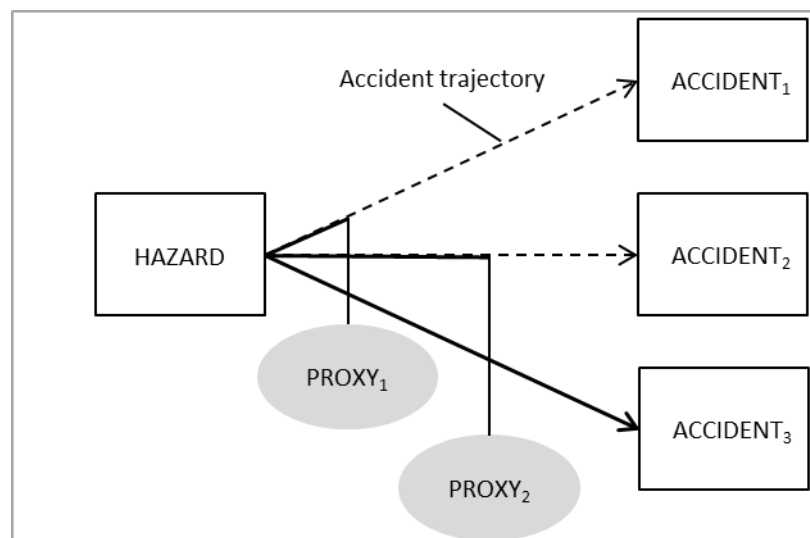 ACCIDENT₁
Accident trajectory
HAZARD
ACCIDENT₂
PROXY₁
ACCIDENT₃
PROXY₂